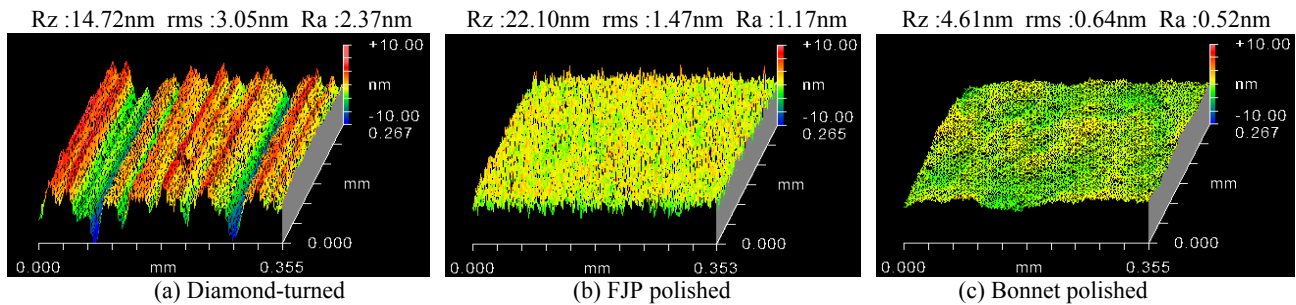 Rz :14.72nm rms :3.05nm Ra :2.37nm
+10.00
nm
-10.00
0.267
mm
0.000
0.000 mm 0.355
(a) Diamond-turned
Rz :22.10nm rms :1.47nm Ra :1.17nm
+10.00
nm
-10.00
0.265
mm
0.000
0.000 mm 0.353
(b) FJP polished
Rz :4.61nm rms :0.64nm Ra :0.52nm
+10.00
nm
-10.00
0.267
mm
0.000
0.000 mm 0.355
(c) Bonnet polished